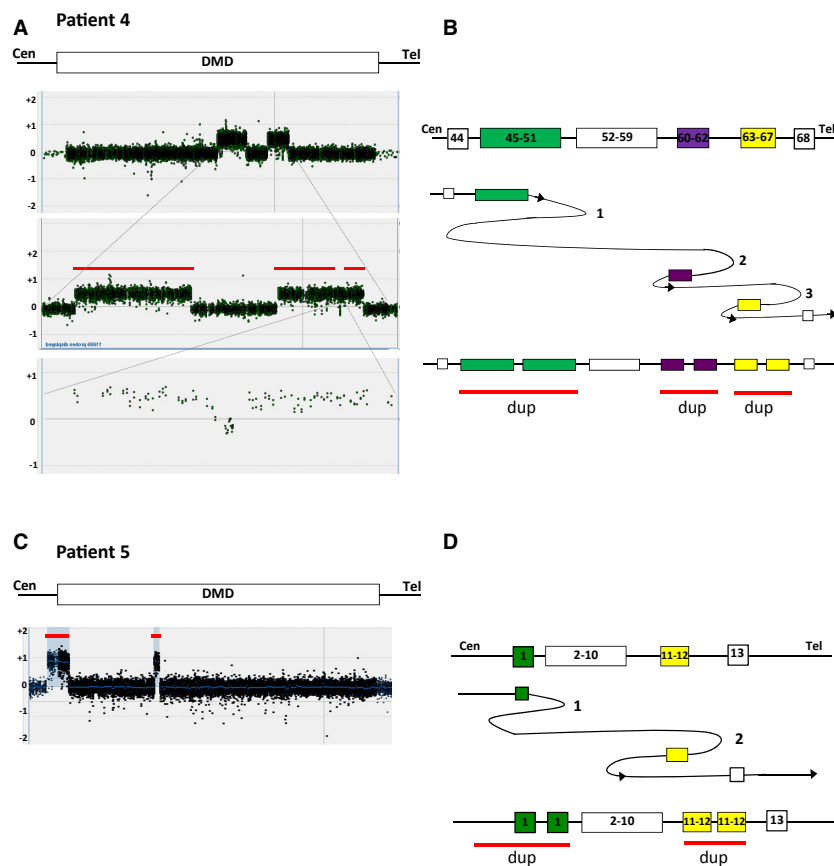 A Patient 4
Cen DMD Tel
+2
+1
0
-1
-2
+2
+1
0
-1
+1
0
-1
B
Cen 44 45-51 52-59 60-62 63-67 68 Tel
1
2
3
dup dup dup
C Patient 5
Cen DMD Tel
+2
+1
0
-1
-2
D
Cen Tel
1 2-10 11-12 13
1
2
1 1 2-10 11-12 11-12 13
dup dup